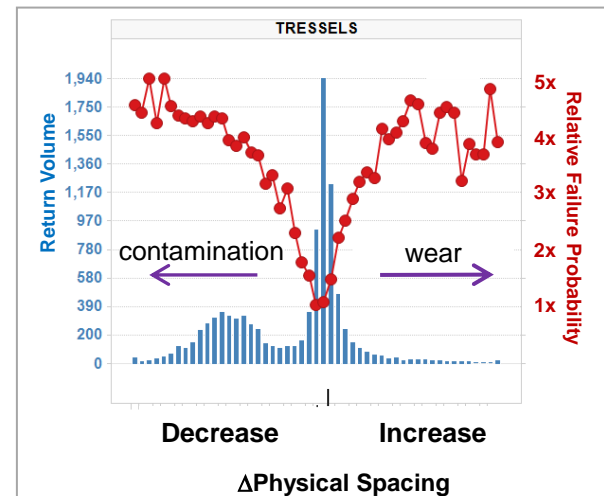 TRESSELS
Return Volume
1,940
1,750
1,550
1,360
1,170
970
780
580
390
200
0
contamination
wear
5x
4x
3x
2x
1x
Relative Failure Probability
Decrease
Increase
ΔPhysical Spacing